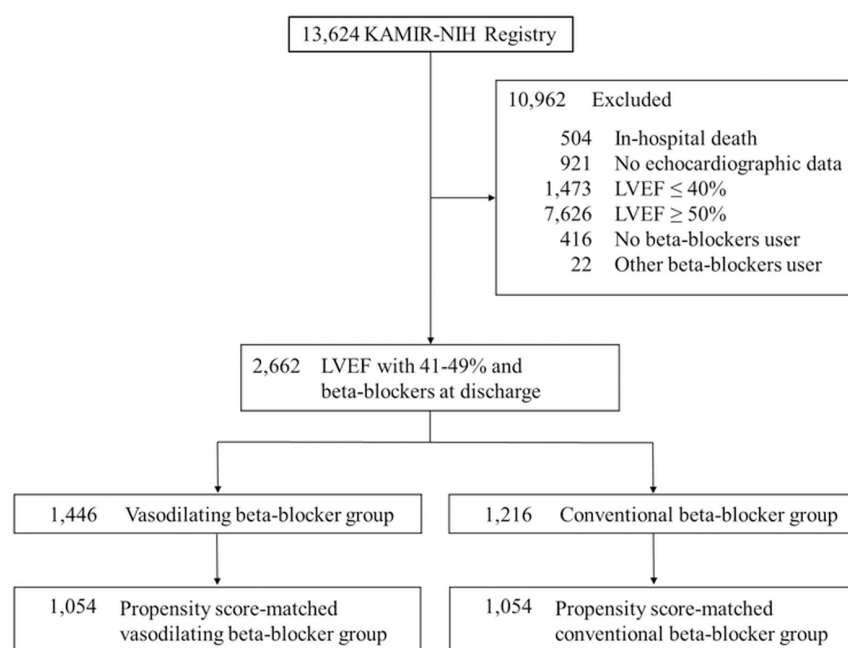 13,624 KAMIR-NIH Registry
10,962 Excluded
504 In-hospital death
921 No echocardiographic data
1,473 LVEF ≤ 40%
7,626 LVEF ≥ 50%
416 No beta-blockers user
22 Other beta-blockers user
2,662 LVEF with 41-49% and
beta-blockers at discharge
1,446 Vasodilating beta-blocker group
1,216 Conventional beta-blocker group
1,054 Propensity score-matched
vasodilating beta-blocker group
1,054 Propensity score-matched
conventional beta-blocker group